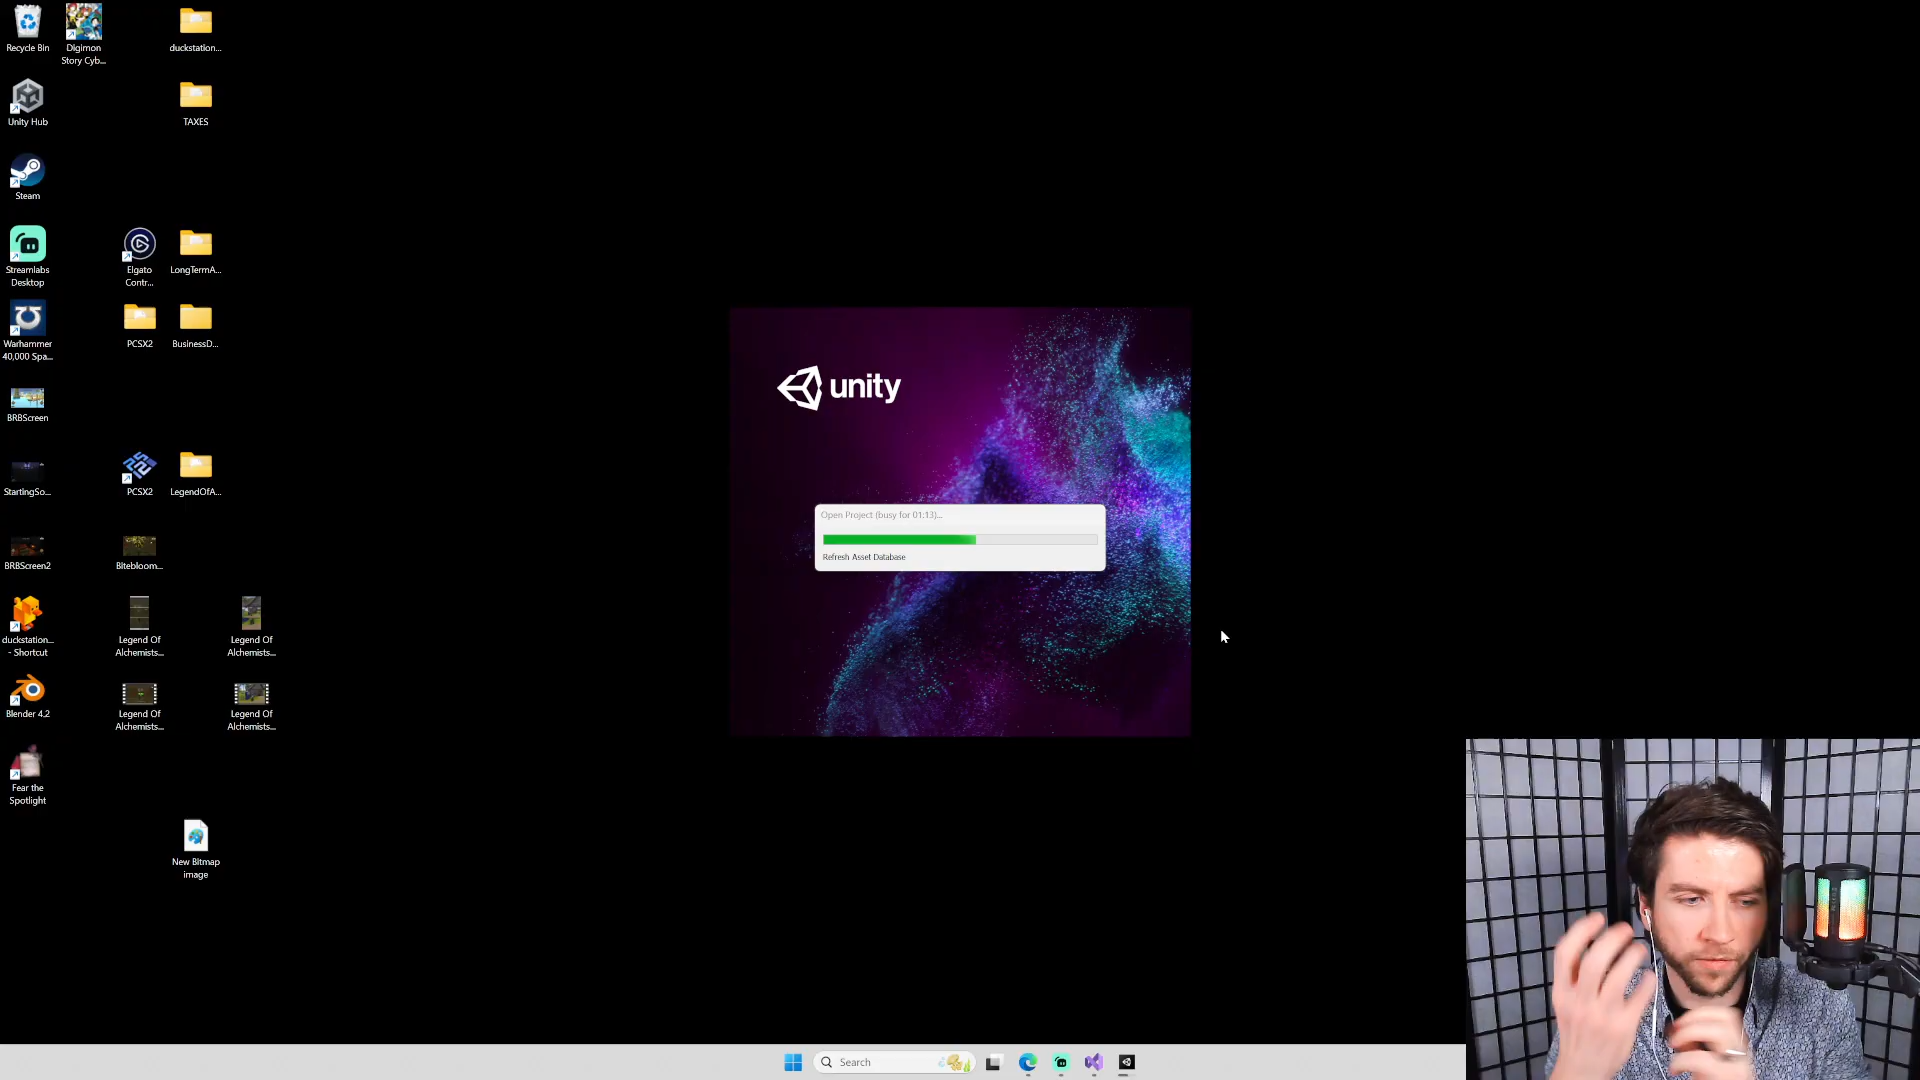 Recycle Bin
Digimon
Story Cyb...
duckstation...
Unity Hub
TAXES
Steam
Streamlabs
Desktop
Elgato
Contr...
LongTermA...
Warhammer
40,000 Spa...
PCSX2
BusinessD...
BRBScreen
StartingSo...
PCSX2
LegendOfA...
BRBScreen2
Bitebloom...
duckstation...
- Shortcut
Legend Of
Alchemists...
Legend Of
Alchemists...
Blender 4.2
Legend Of
Alchemists...
Legend Of
Alchemists...
Fear the
Spotlight
New Bitmap
image
unity
Open Project (busy for 01:13)...
Refresh Asset Database
Search